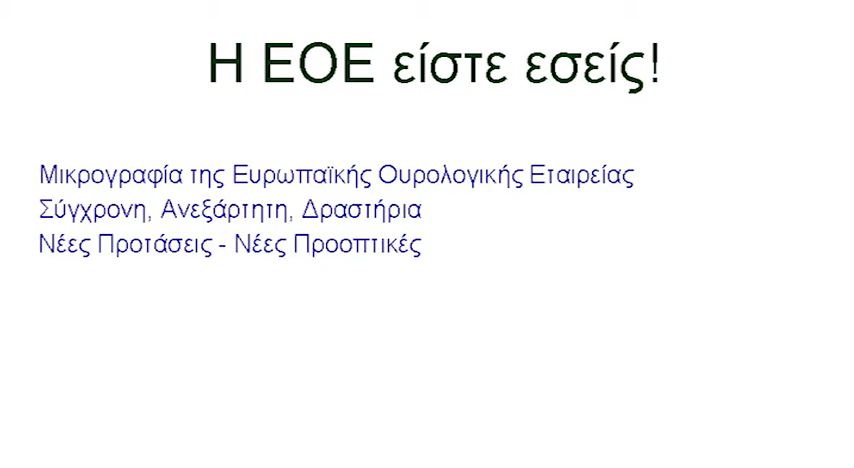 Η ΕΟΕ είστε εσείς!
Μικρογραφία της Ευρωπαϊκής Ουρολογικής Εταιρείας
Σύγχρονη, Ανεξάρτητη, Δραστήρια
Νέες Προτάσεις - Νέες Προοπτικές